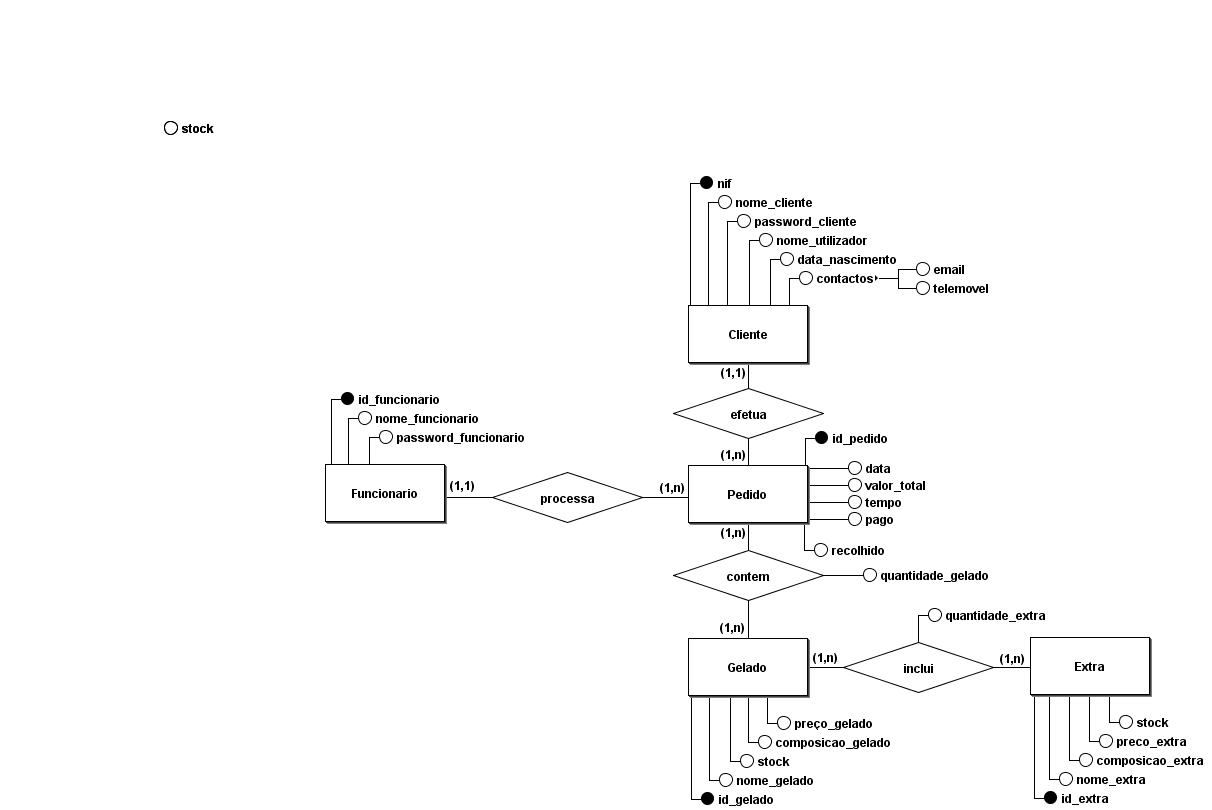 stock
nif
nome_cliente
password_cliente
nome_utilizador
data_nascimento
contactos
email
telemovel
Cliente
(1,1)
efetua
(1,n)
id_funcionario
nome_funcionario
password_funcionario
Funcionario
(1,1)
processa
(1,n)
Pedido
id_pedido
data
valor_total
tempo
pago
recolhido
(1,n)
contem
quantidade_gelado
(1,n)
Gelado
(1,n)
inclui
quantidade_extra
(1,n)
Extra
preço_gelado
composicao_gelado
stock
nome_gelado
id_gelado
stock
preco_extra
composicao_extra
nome_extra
id_extra